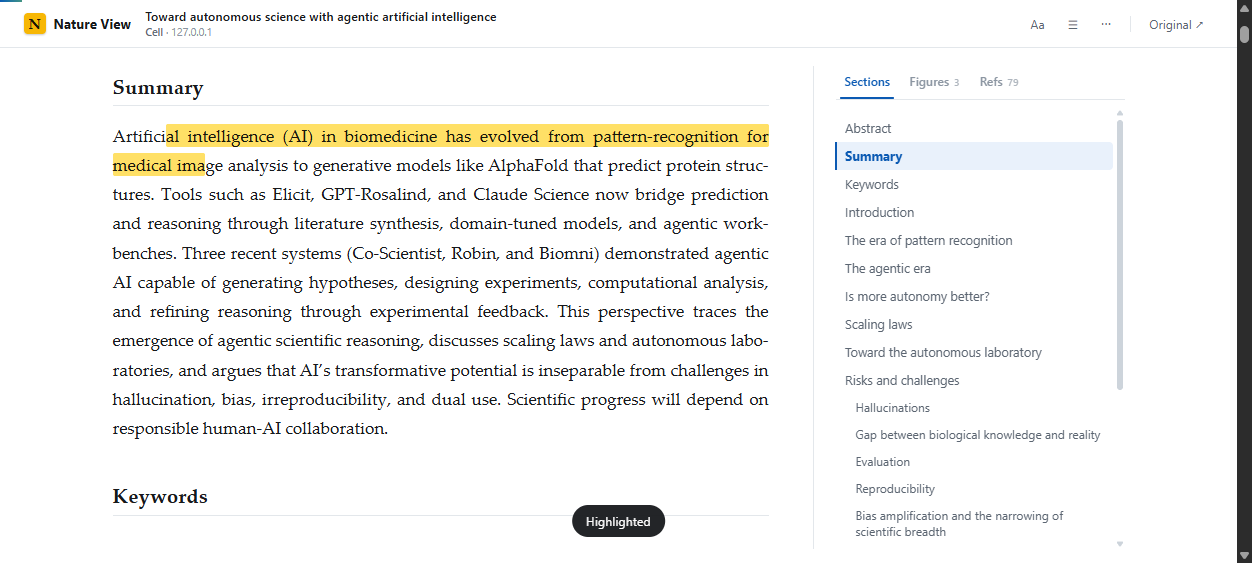 N Nature View
Toward autonomous science with agentic artificial intelligence
Cell · 127.0.0.1
Aa ☰ ··· Original ↗
Summary
Artificial intelligence (AI) in biomedicine has evolved from pattern-recognition for
medical image analysis to generative models like AlphaFold that predict protein struc-
tures. Tools such as Elicit, GPT-Rosalind, and Claude Science now bridge prediction
and reasoning through literature synthesis, domain-tuned models, and agentic work-
benches. Three recent systems (Co-Scientist, Robin, and Biomni) demonstrated agentic
AI capable of generating hypotheses, designing experiments, computational analysis,
and refining reasoning through experimental feedback. This perspective traces the
emergence of agentic scientific reasoning, discusses scaling laws and autonomous labo-
ratories, and argues that AI’s transformative potential is inseparable from challenges in
hallucination, bias, irreproducibility, and dual use. Scientific progress will depend on
responsible human-AI collaboration.
Keywords
Highlighted
Sections Figures 3 Refs 79
Abstract
Summary
Keywords
Introduction
The era of pattern recognition
The agentic era
Is more autonomy better?
Scaling laws
Toward the autonomous laboratory
Risks and challenges
Hallucinations
Gap between biological knowledge and reality
Evaluation
Reproducibility
Bias amplification and the narrowing of
scientific breadth